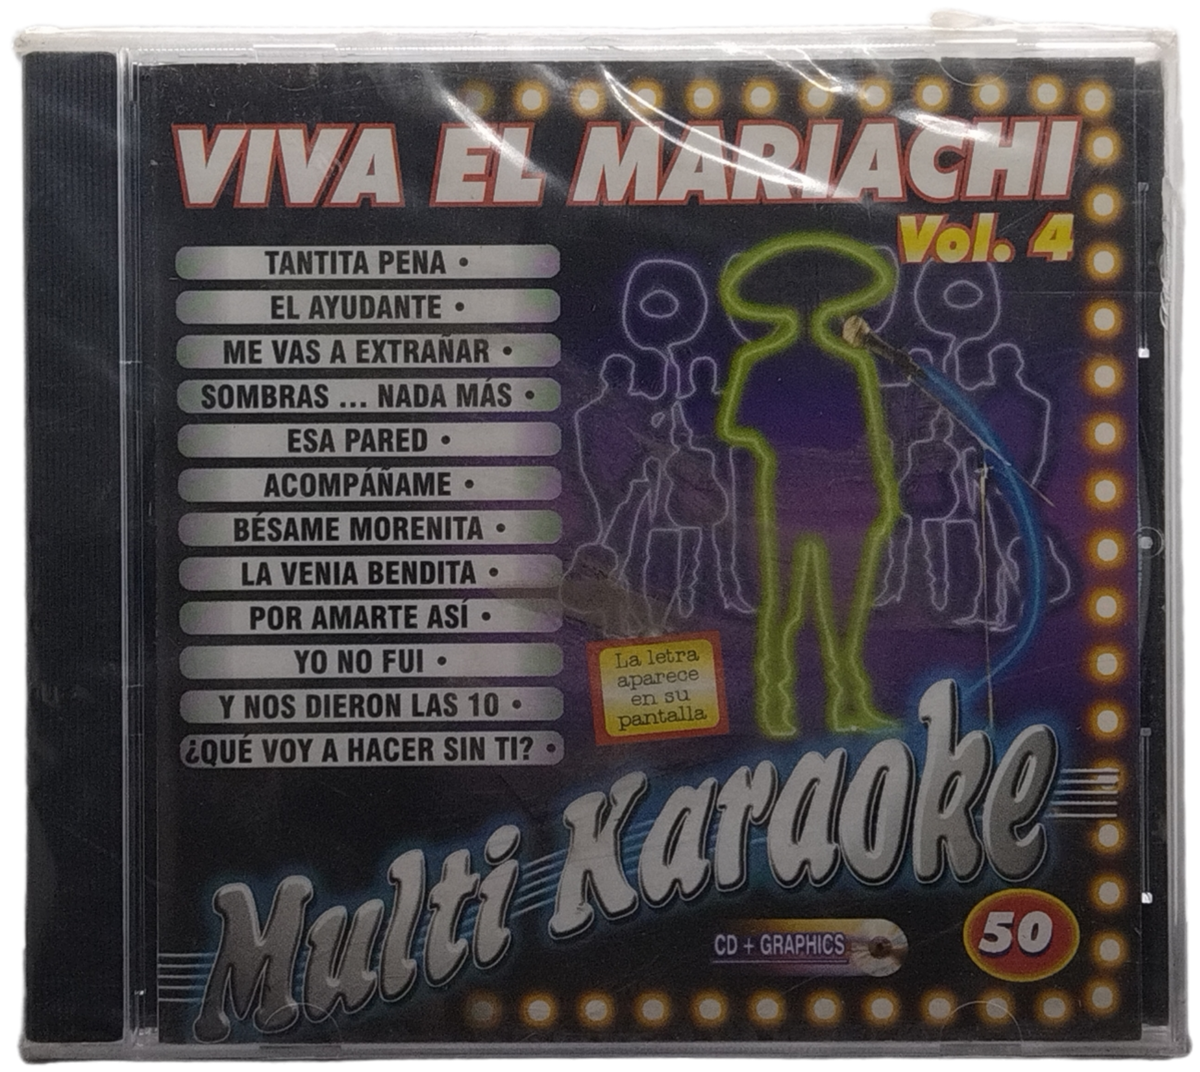 VIVA EL MARIACHI
Vol. 4
TANTITA PENA •
EL AYUDANTE •
ME VAS A EXTRAÑAR •
SOMBRAS ... NADA MÁS •
ESA PARED •
ACOMPÁÑAME •
BÉSAME MORENITA •
LA VENIA BENDITA •
POR AMARTE ASÍ •
YO NO FUI •
Y NOS DIERON LAS 10 •
¿QUÉ VOY A HACER SIN TI? •
La letra
aparece
en su
pantalla
Multi Karaoke
CD + GRAPHICS
50